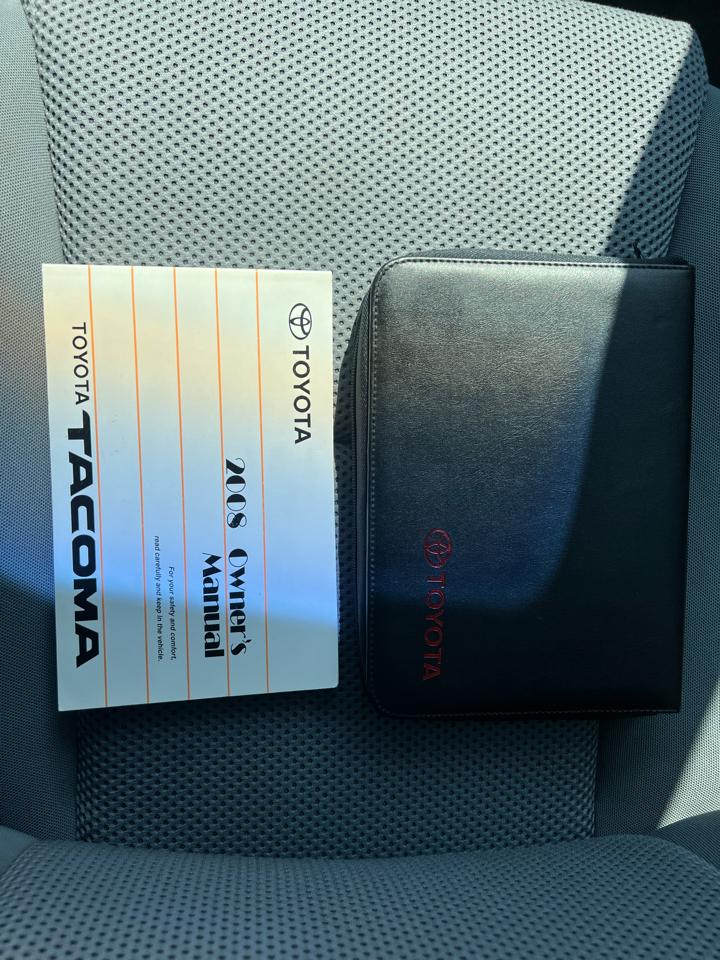 TOYOTA
2008 Owner's
Manual
For your safety and comfort,
read carefully and keep in the vehicle.
TOYOTA TACOMA
TOYOTA